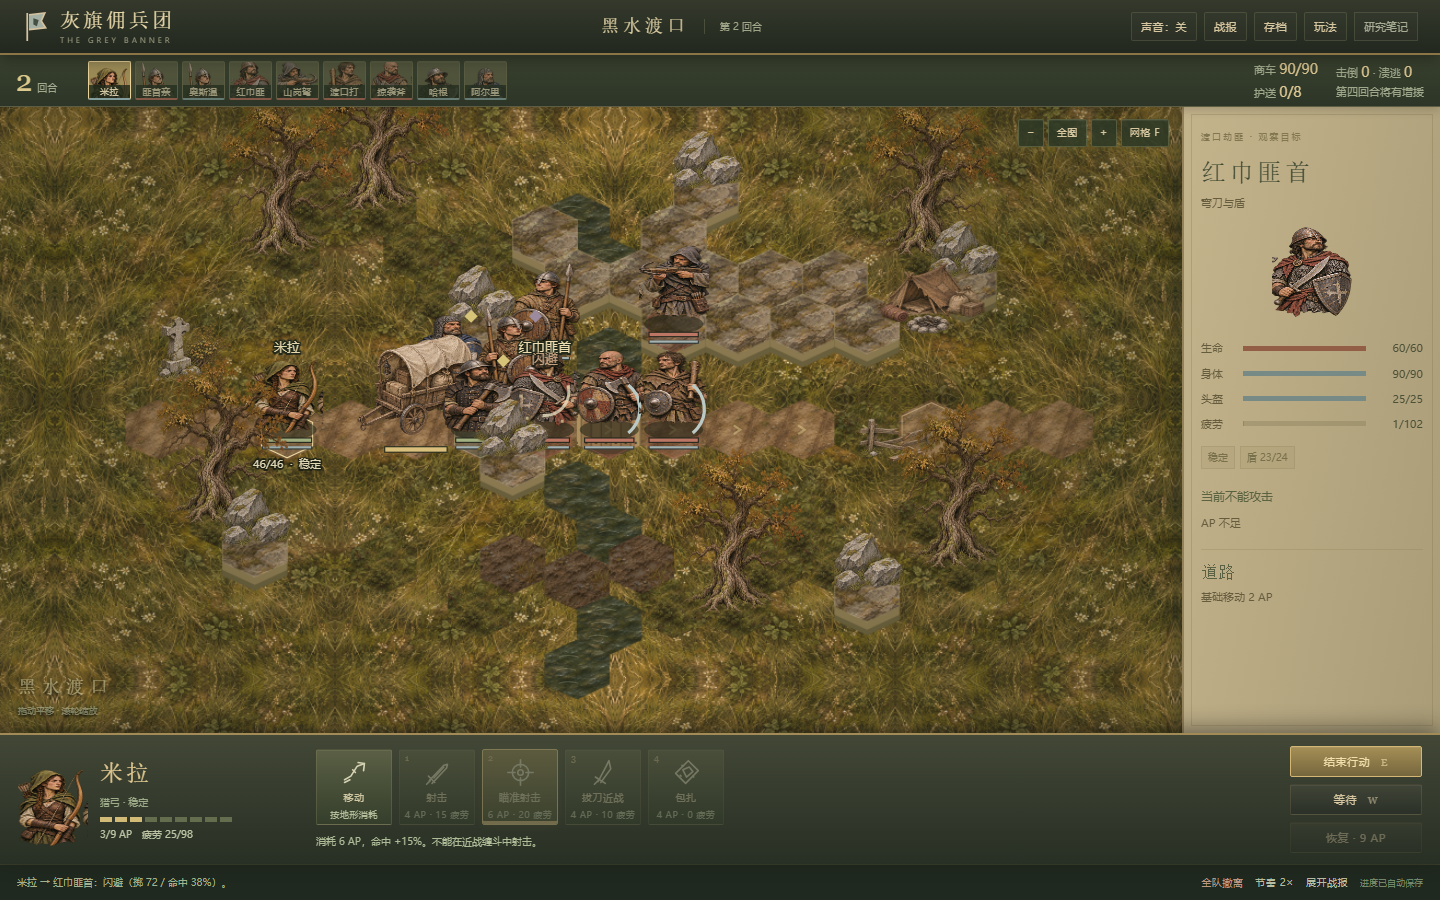 灰旗佣兵团
THE GREY BANNER
黑水渡口
第 2 回合
声音：关
战报
存档
玩法
研究笔记
2 回合
米拉
匪首亲
奥斯温
红巾匪
山岗弩
渡口打
掠袭斧
哈根
阿尔里
商车 90/90
击倒 0 · 溃逃 0
护送 0/8
第四回合将有增援
−
全图
+
网格 F
米拉
46/46 · 稳定
红巾匪首
闪避
渡口劫匪 · 观察目标
红巾匪首
弯刀与盾
生命 60/60
身体 90/90
头盔 25/25
疲劳 1/102
稳定
盾 23/24
当前不能攻击
AP 不足
道路
基础移动 2 AP
黑水渡口
拖动平移 · 滚轮缩放
米拉
猎弓 · 稳定
3/9 AP 疲劳 25/98
移动
按地形消耗
1
射击
4 AP · 15 疲劳
2
瞄准射击
6 AP · 20 疲劳
3
拔刀近战
4 AP · 10 疲劳
4
包扎
4 AP · 0 疲劳
消耗 6 AP，命中 +15%。不能在近战缠斗中射击。
结束行动 E
等待 W
恢复 · 9 AP
米拉 → 红巾匪首：闪避（掷 72 / 命中 38%）。
全队撤离
节奏 2×
展开战报
进度已自动保存